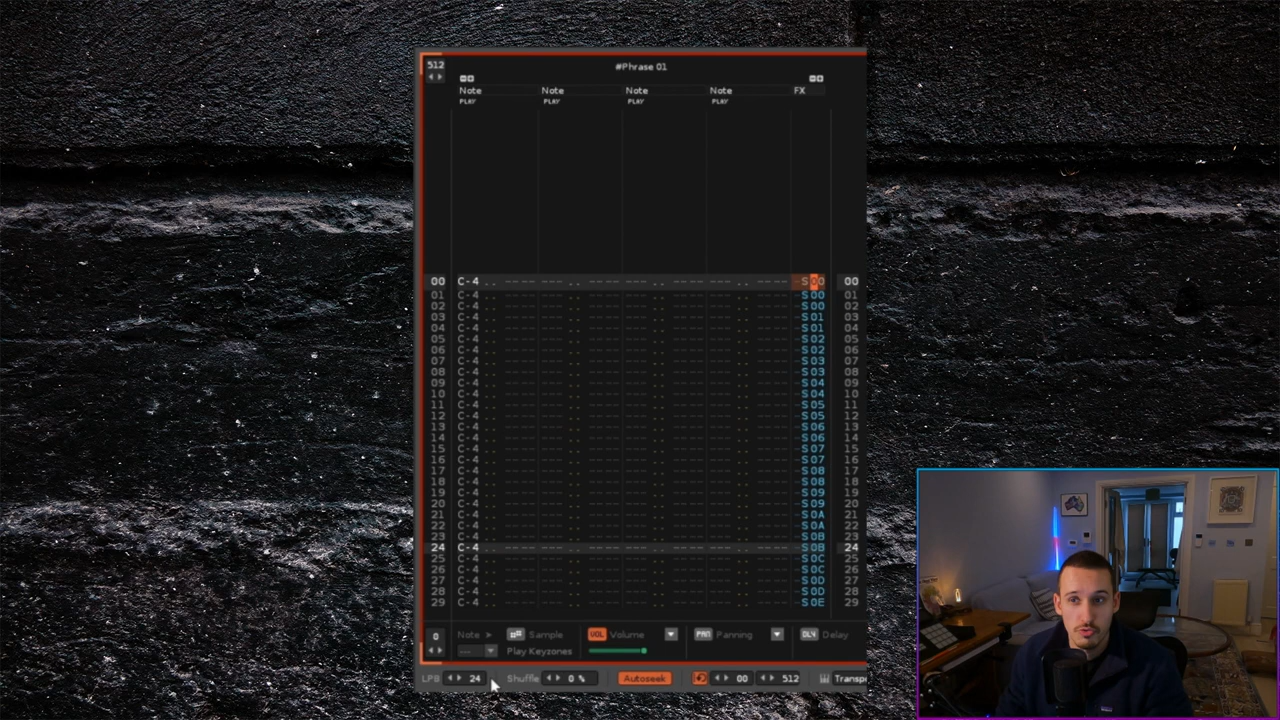 512 #Phrase 01
Note Note Note Note FX
PLAY PLAY PLAY PLAY
00 C-4 S00 00
01 C-4 S00 01
02 C-4 S00 02
03 C-4 S01 03
04 C-4 S01 04
05 C-4 S02 05
06 C-4 S02 06
07 C-4 S03 07
08 C-4 S03 08
09 C-4 S04 09
10 C-4 S04 10
11 C-4 S05 11
12 C-4 S05 12
13 C-4 S06 13
14 C-4 S06 14
15 C-4 S07 15
16 C-4 S07 16
17 C-4 S08 17
18 C-4 S08 18
19 C-4 S09 19
20 C-4 S09 20
21 C-4 S0A 21
22 C-4 S0A 22
23 C-4 S0B 23
24 C-4 S0B 24
25 C-4 S0C 25
26 C-4 S0C 26
27 C-4 S0D 27
28 C-4 S0D 28
29 C-4 S0E 29
0 Note Sample VOL Volume PAN Panning DLY Delay
--- Play Keyzones
LPB 24 Shuffle 0 % Autoseek 00 512 Transpo